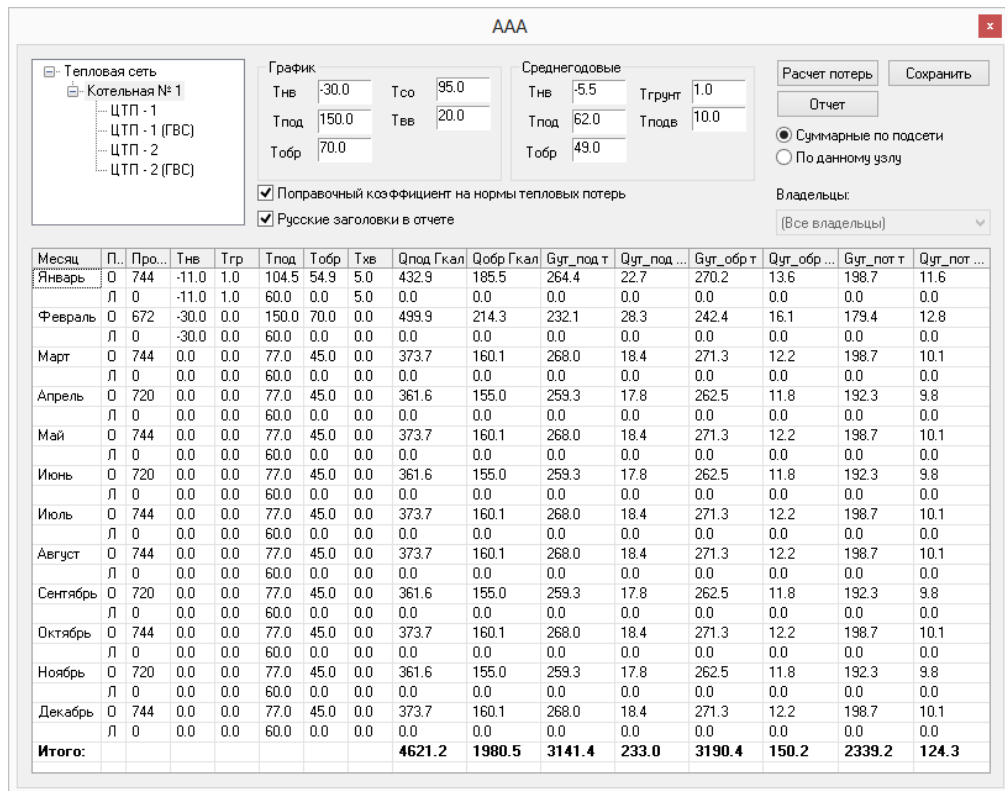 AAA
x
Тепловая сеть
Котельная № 1
ЦТП - 1
ЦТП - 1 (ГВС)
ЦТП - 2
ЦТП - 2 (ГВС)
График
Tнв -30.0 Tсо 95.0
Tпод 150.0 Tвв 20.0
Tобр 70.0
Среднегодовые
Tнв -5.5 Tгрунт 1.0
Tпод 62.0 Tподв 10.0
Tобр 49.0
Расчет потерь Сохранить
Отчет
Суммарные по подсети
По данному узлу
Поправочный коэффициент на нормы тепловых потерь
Русские заголовки в отчете
Владельцы:
(Все владельцы)
Месяц П.. Про... Tнв Tгр Tпод Tобр Tхв Qпод Гкал Qобр Гкал Gут_под т Qут_под ... Gут_обр т Qут_обр ... Gут_пот т Qут_пот ...
Январь О 744 -11.0 1.0 104.5 54.9 5.0 432.9 185.5 264.4 22.7 270.2 13.6 198.7 11.6
Л 0 -11.0 1.0 60.0 0.0 5.0 0.0 0.0 0.0 0.0 0.0 0.0 0.0 0.0
Февраль О 672 -30.0 0.0 150.0 70.0 0.0 499.9 214.3 232.1 28.3 242.4 16.1 179.4 12.8
Л 0 -30.0 0.0 60.0 0.0 0.0 0.0 0.0 0.0 0.0 0.0 0.0 0.0 0.0
Март О 744 0.0 0.0 77.0 45.0 0.0 373.7 160.1 268.0 18.4 271.3 12.2 198.7 10.1
Л 0 0.0 0.0 60.0 0.0 0.0 0.0 0.0 0.0 0.0 0.0 0.0 0.0 0.0
Апрель О 720 0.0 0.0 77.0 45.0 0.0 361.6 155.0 259.3 17.8 262.5 11.8 192.3 9.8
Л 0 0.0 0.0 60.0 0.0 0.0 0.0 0.0 0.0 0.0 0.0 0.0 0.0 0.0
Май О 744 0.0 0.0 77.0 45.0 0.0 373.7 160.1 268.0 18.4 271.3 12.2 198.7 10.1
Л 0 0.0 0.0 60.0 0.0 0.0 0.0 0.0 0.0 0.0 0.0 0.0 0.0 0.0
Июнь О 720 0.0 0.0 77.0 45.0 0.0 361.6 155.0 259.3 17.8 262.5 11.8 192.3 9.8
Л 0 0.0 0.0 60.0 0.0 0.0 0.0 0.0 0.0 0.0 0.0 0.0 0.0 0.0
Июль О 744 0.0 0.0 77.0 45.0 0.0 373.7 160.1 268.0 18.4 271.3 12.2 198.7 10.1
Л 0 0.0 0.0 60.0 0.0 0.0 0.0 0.0 0.0 0.0 0.0 0.0 0.0 0.0
Август О 744 0.0 0.0 77.0 45.0 0.0 373.7 160.1 268.0 18.4 271.3 12.2 198.7 10.1
Л 0 0.0 0.0 60.0 0.0 0.0 0.0 0.0 0.0 0.0 0.0 0.0 0.0 0.0
Сентябрь О 720 0.0 0.0 77.0 45.0 0.0 361.6 155.0 259.3 17.8 262.5 11.8 192.3 9.8
Л 0 0.0 0.0 60.0 0.0 0.0 0.0 0.0 0.0 0.0 0.0 0.0 0.0 0.0
Октябрь О 744 0.0 0.0 77.0 45.0 0.0 373.7 160.1 268.0 18.4 271.3 12.2 198.7 10.1
Л 0 0.0 0.0 60.0 0.0 0.0 0.0 0.0 0.0 0.0 0.0 0.0 0.0 0.0
Ноябрь О 720 0.0 0.0 77.0 45.0 0.0 361.6 155.0 259.3 17.8 262.5 11.8 192.3 9.8
Л 0 0.0 0.0 60.0 0.0 0.0 0.0 0.0 0.0 0.0 0.0 0.0 0.0 0.0
Декабрь О 744 0.0 0.0 77.0 45.0 0.0 373.7 160.1 268.0 18.4 271.3 12.2 198.7 10.1
Л 0 0.0 0.0 60.0 0.0 0.0 0.0 0.0 0.0 0.0 0.0 0.0 0.0 0.0
Итого: 4621.2 1980.5 3141.4 233.0 3190.4 150.2 2339.2 124.3